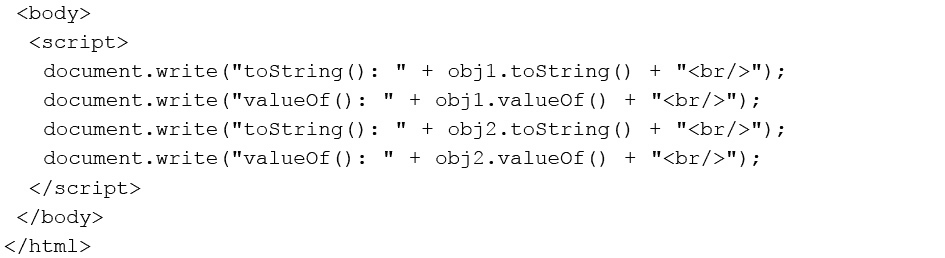 <body>
<script>
document.write("toString(): " + obj1.toString() + "<br/>");
document.write("valueOf(): " + obj1.valueOf() + "<br/>");
document.write("toString(): " + obj2.toString() + "<br/>");
document.write("valueOf(): " + obj2.valueOf() + "<br/>");
</script>
</body>
</html>